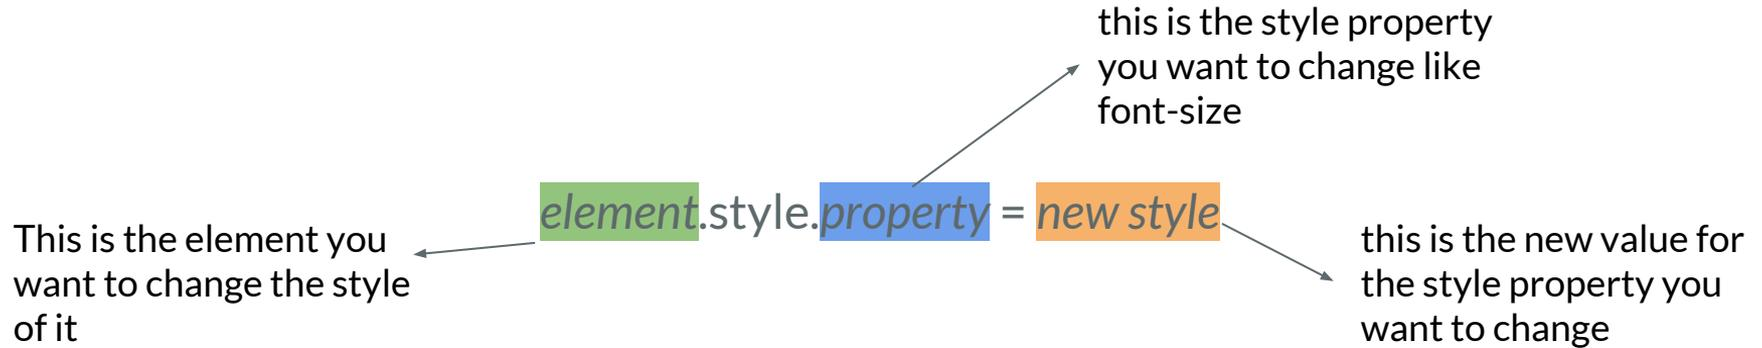 this is the style property
you want to change like
font-size
element.style.property = new style
This is the element you
want to change the style
of it
this is the new value for
the style property you
want to change